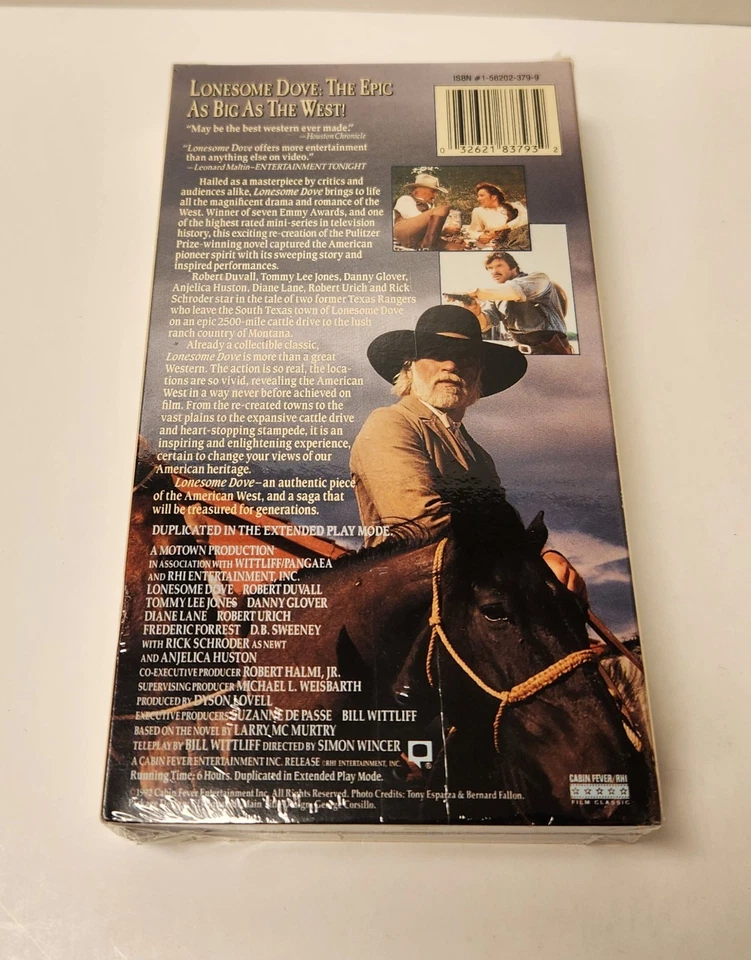 LONESOME DOVE: THE EPIC
AS BIG AS THE WEST!
"May be the best western ever made."
—Houston Chronicle
"Lonesome Dove offers more entertainment
than anything else on video."
—Leonard Maltin—ENTERTAINMENT TONIGHT
Hailed as a masterpiece by critics and
audiences alike, Lonesome Dove brings to life
all the magnificent drama and romance of the
West. Winner of seven Emmy Awards, and one
of the highest rated mini-series in television
history, this exciting re-creation of the Pulitzer
Prize-winning novel captured the American
pioneer spirit with its sweeping story and
inspired performances.
Robert Duvall, Tommy Lee Jones, Danny Glover,
Anjelica Huston, Diane Lane, Robert Urich and Rick
Schroder star in the tale of two former Texas Rangers
who leave the South Texas town of Lonesome Dove
on an epic 2500-mile cattle drive to the lush
ranch country of Montana.
Already a collectible classic,
Lonesome Dove is more than a great
Western. The action is so real, the loca-
tions are so vivid, revealing the American
West in a way never before achieved on
film. From the re-created towns to the
vast plains to the expansive cattle drive
and heart-stopping stampede, it is an
inspiring and enlightening experience,
certain to change your views of our
American heritage.
Lonesome Dove—an authentic piece
of the American West, and a saga that
will be treasured for generations.
DUPLICATED IN THE EXTENDED PLAY MODE.
A MOTOWN PRODUCTION
IN ASSOCIATION WITH WITTLIFF/PANGAEA
AND RHI ENTERTAINMENT, INC.
LONESOME DOVE ROBERT DUVALL
TOMMY LEE JONES DANNY GLOVER
DIANE LANE ROBERT URICH
FREDERIC FORREST D.B. SWEENEY
WITH RICK SCHRODER AS NEWT
AND ANJELICA HUSTON
CO-EXECUTIVE PRODUCER ROBERT HALMI, JR.
SUPERVISING PRODUCER MICHAEL L. WEISBARTH
PRODUCED BY DYSON LOVELL
EXECUTIVE PRODUCERS SUZANNE DE PASSE BILL WITTLIFF
BASED ON THE NOVEL BY LARRY MC MURTRY
TELEPLAY BY BILL WITTLIFF DIRECTED BY SIMON WINCER
A CABIN FEVER ENTERTAINMENT INC. RELEASE ©RHI ENTERTAINMENT, INC.
Running Time: 6 Hours. Duplicated in Extended Play Mode.
©1992 Cabin Fever Entertainment Inc. All Rights Reserved. Photo Credits: Tony Esparza & Bernard Fallon.
Main Corsillo.
ISBN #1-56202-379-9
0 32621 83793 2
CABIN FEVER/RHI
FILM CLASSIC